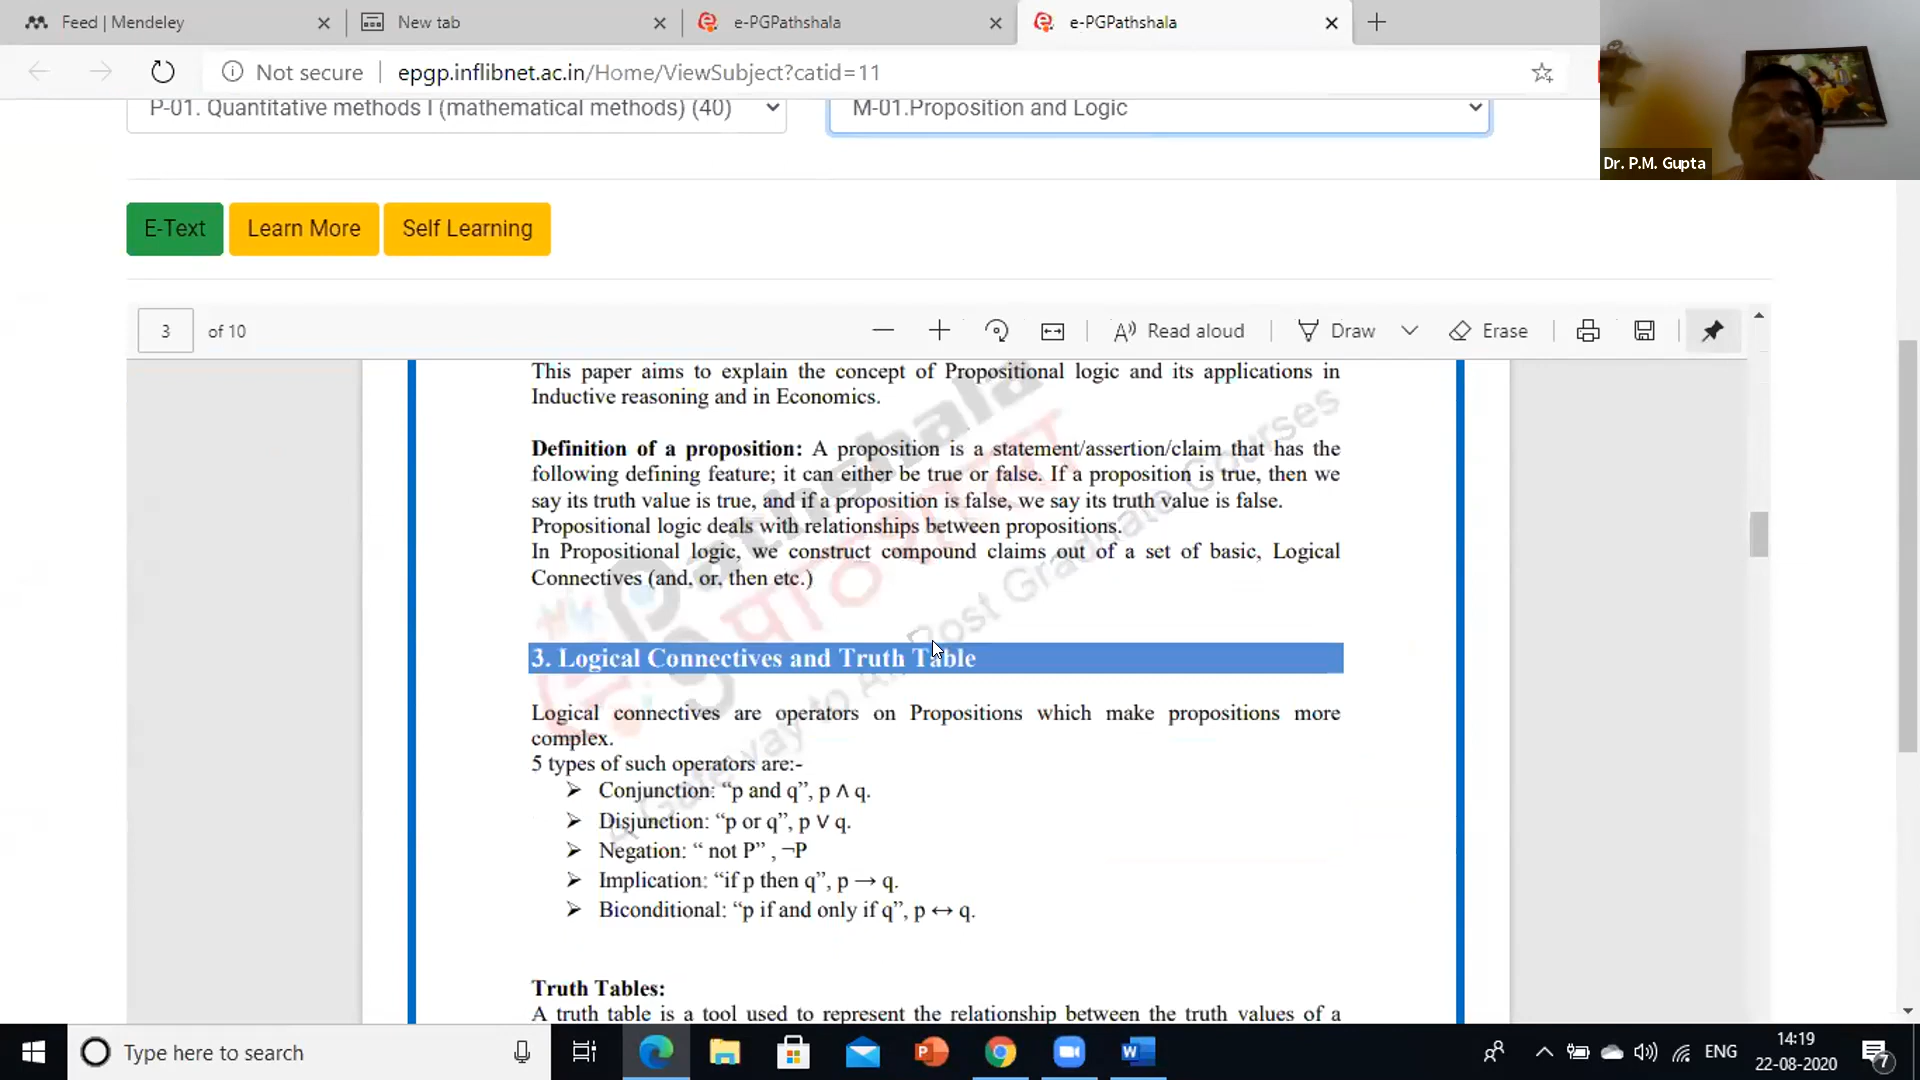 Feed | Mendeley
New tab
e-PGPathshala
e-PGPathshala
Not secure
epgp.inflibnet.ac.in/Home/ViewSubject?catid=11
P-01. Quantitative methods I (mathematical methods) (40)
M-01.Proposition and Logic
Dr. P.M. Gupta
E-Text
Learn More
Self Learning
3 of 10
Read aloud
Draw
Erase
This paper aims to explain the concept of Propositional logic and its applications in
Inductive reasoning and in Economics.
Definition of a proposition: A proposition is a statement/assertion/claim that has the
following defining feature; it can either be true or false. If a proposition is true, then we
say its truth value is true, and if a proposition is false, we say its truth value is false.
Propositional logic deals with relationships between propositions.
In Propositional logic, we construct compound claims out of a set of basic, Logical
Connectives (and, or, then etc.)
3. Logical Connectives and Truth Table
Logical connectives are operators on Propositions which make propositions more
complex.
5 types of such operators are:-
➢ Conjunction: “p and q”, p ∧ q.
➢ Disjunction: “p or q”, p ∨ q.
➢ Negation: “ not P” , ¬P
➢ Implication: “if p then q”, p → q.
➢ Biconditional: “p if and only if q”, p ↔ q.
Truth Tables:
A truth table is a tool used to represent the relationship between the truth values of a
Pathshala
पाठशाला
A Gateway to All Post Graduate Courses
Type here to search
ENG
14:19
22-08-2020
7